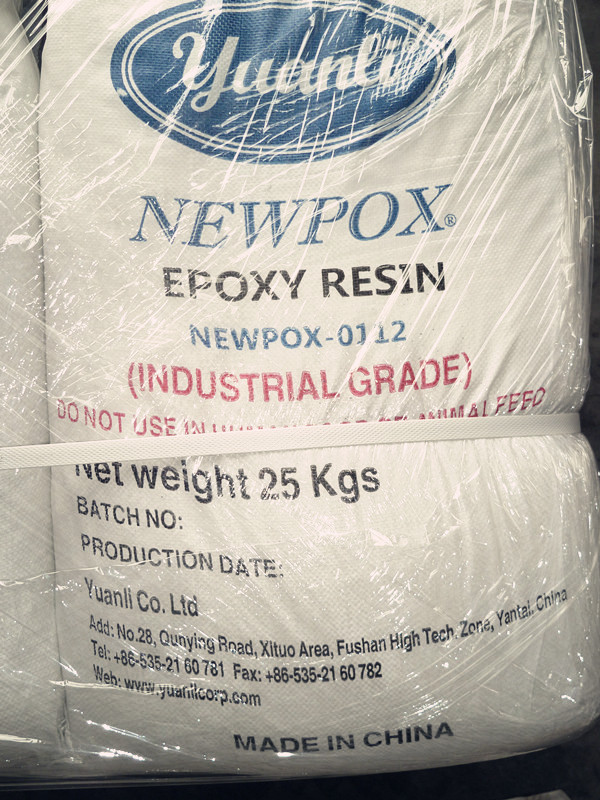 Yuanli
NEWPOX®
EPOXY RESIN
NEWPOX-0112
(INDUSTRIAL GRADE)
DO NOT USE IN ANIMAL FEED
Net weight 25 Kgs
BATCH NO:
PRODUCTION DATE:
Yuanli Co. Ltd
Add: No.28, Qunying Road, Xituo Area, Fushan High Tech, Zone, Yantai, China
Tel: +86-535-21 60 781 Fax: +86-535-21 60 782
Web: www.yuanlicorp.com
MADE IN CHINA